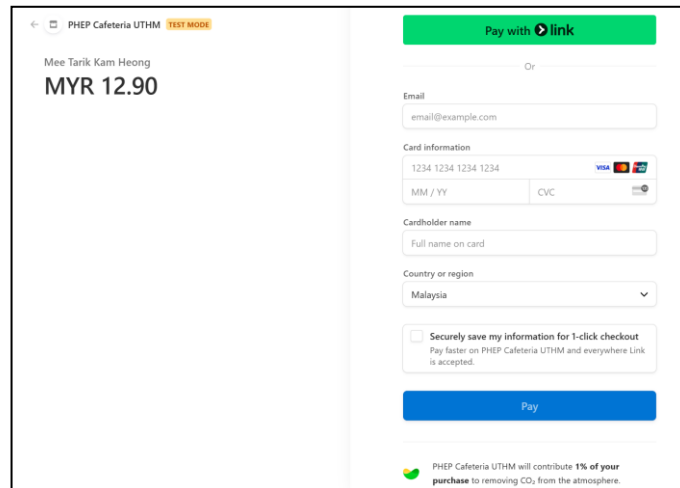 PHEP Cafeteria UTHM TEST MODE
Mee Tarik Kam Heong
MYR 12.90
Pay with link
Or
Email
email@example.com
Card information
1234 1234 1234 1234 VISA
MM / YY CVC
Cardholder name
Full name on card
Country or region
Malaysia
Securely save my information for 1-click checkout
Pay faster on PHEP Cafeteria UTHM and everywhere Link
is accepted.
Pay
PHEP Cafeteria UTHM will contribute 1% of your
purchase to removing CO₂ from the atmosphere.